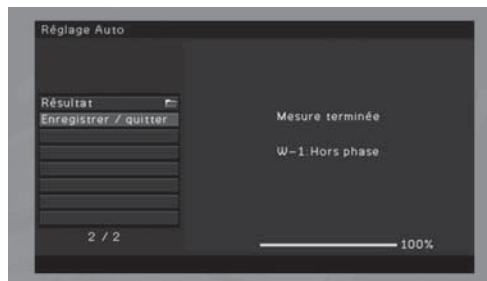 Réglage Auto
Résultat
Enregistrer / quitter
2 / 2
Mesure terminée
W-1:Hors phase
100%